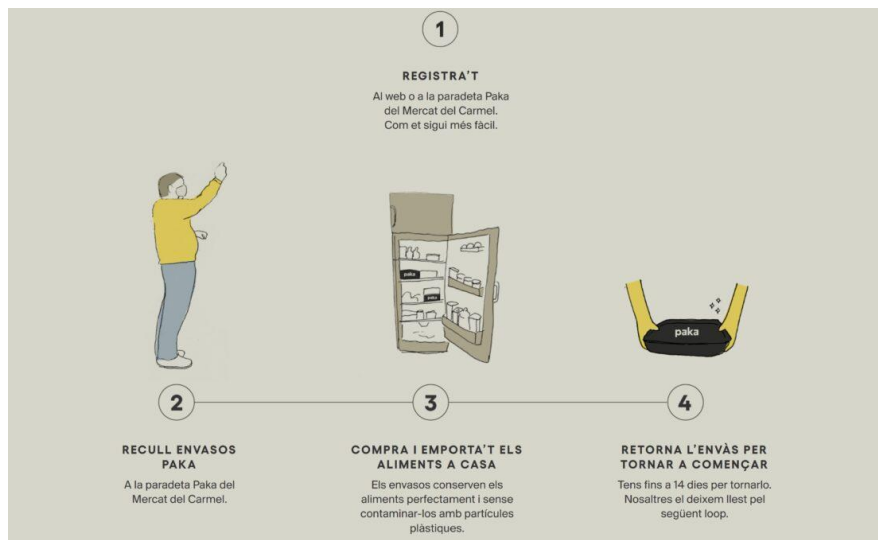 1
REGISTRA'T
Al web o a la paradeta Paka
del Mercat del Carmel.
Com et sigui més fàcil.
paka
paka
paka
2
RECULL ENVASOS
PAKA
A la paradeta Paka del
Mercat del Carmel.
3
COMPRA I EMPORTA'T ELS
ALIMENTS A CASA
Els envasos conserven els
aliments perfectament i sense
contaminar-los amb partícules
plàstiques.
4
RETORNA L'ENVÀS PER
TORNAR A COMENÇAR
Tens fins a 14 dies per tornarlo.
Nosaltres el deixem llest pel
següent loop.